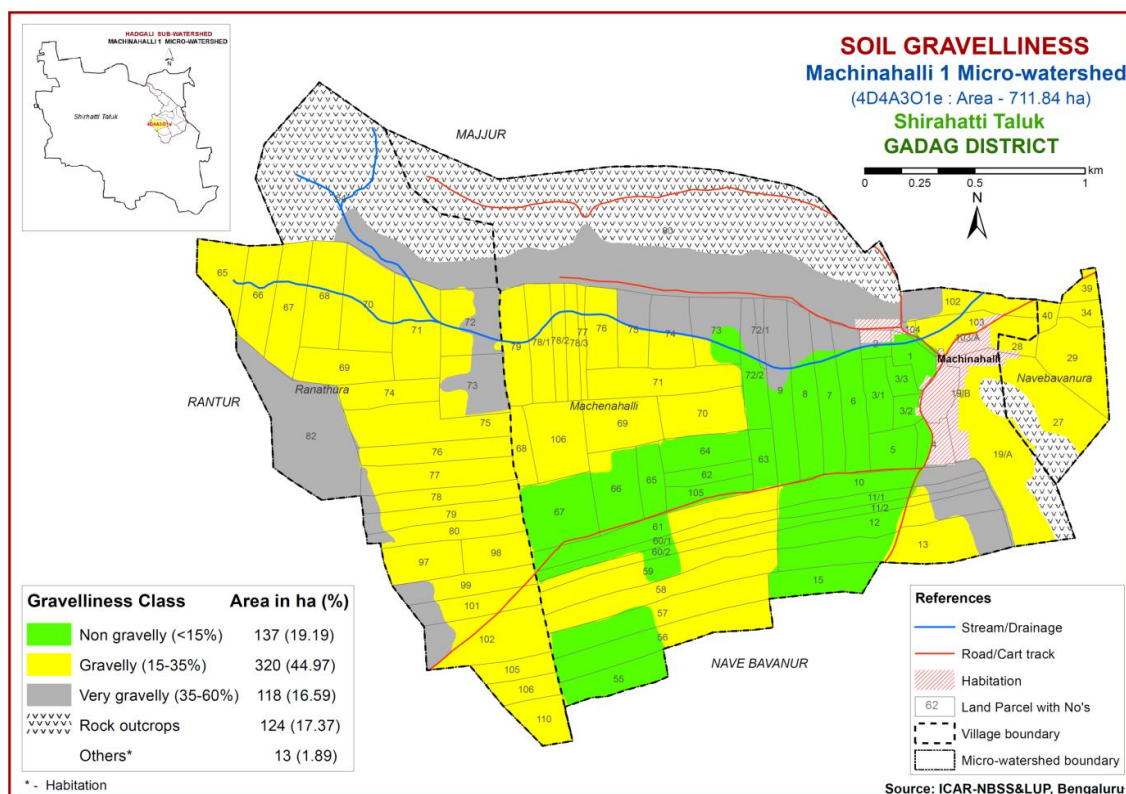 HADGALI SUB-WATERSHED
MACHINAHALLI 1 MICRO-WATERSHED
N
Shirhatti Taluk
4D4A3O1e
SOIL GRAVELLINESS
Machinahalli 1 Micro-watershed
(4D4A3O1e : Area - 711.84 ha)
Shirahatti Taluk
GADAG DISTRICT
km
0 0.25 0.5 1
N
MAJJUR
80
65 66 67 68 70 71 72
69 74 73 75
Ranathura
RANTUR
82
76
77
78
79
80
97 98
99
101
102
105
106
110
79 78/1 78/2 77 78/3 76 75 74 73 72/1
72/2 9 8 7 6
71
Machenahalli
69 70
68 106
64
62
63
65
66
67
105
61
60/1
60/2
59
58
57
56
55
2 104 1
3/3
3/1
3/2
5
4
10
11/1
11/2
12
13
15
102
103
103/A
Machinahalli
19/B
19/A
39
34
40
28
29
Navebavanura
27
NAVE BAVANUR
Gravelliness Class Area in ha (%)
Non gravelly (<15%) 137 (19.19)
Gravelly (15-35%) 320 (44.97)
Very gravelly (35-60%) 118 (16.59)
Rock outcrops 124 (17.37)
Others* 13 (1.89)
* - Habitation
References
Stream/Drainage
Road/Cart track
Habitation
62 Land Parcel with No's
Village boundary
Micro-watershed boundary
Source: ICAR-NBSS&LUP, Bengaluru